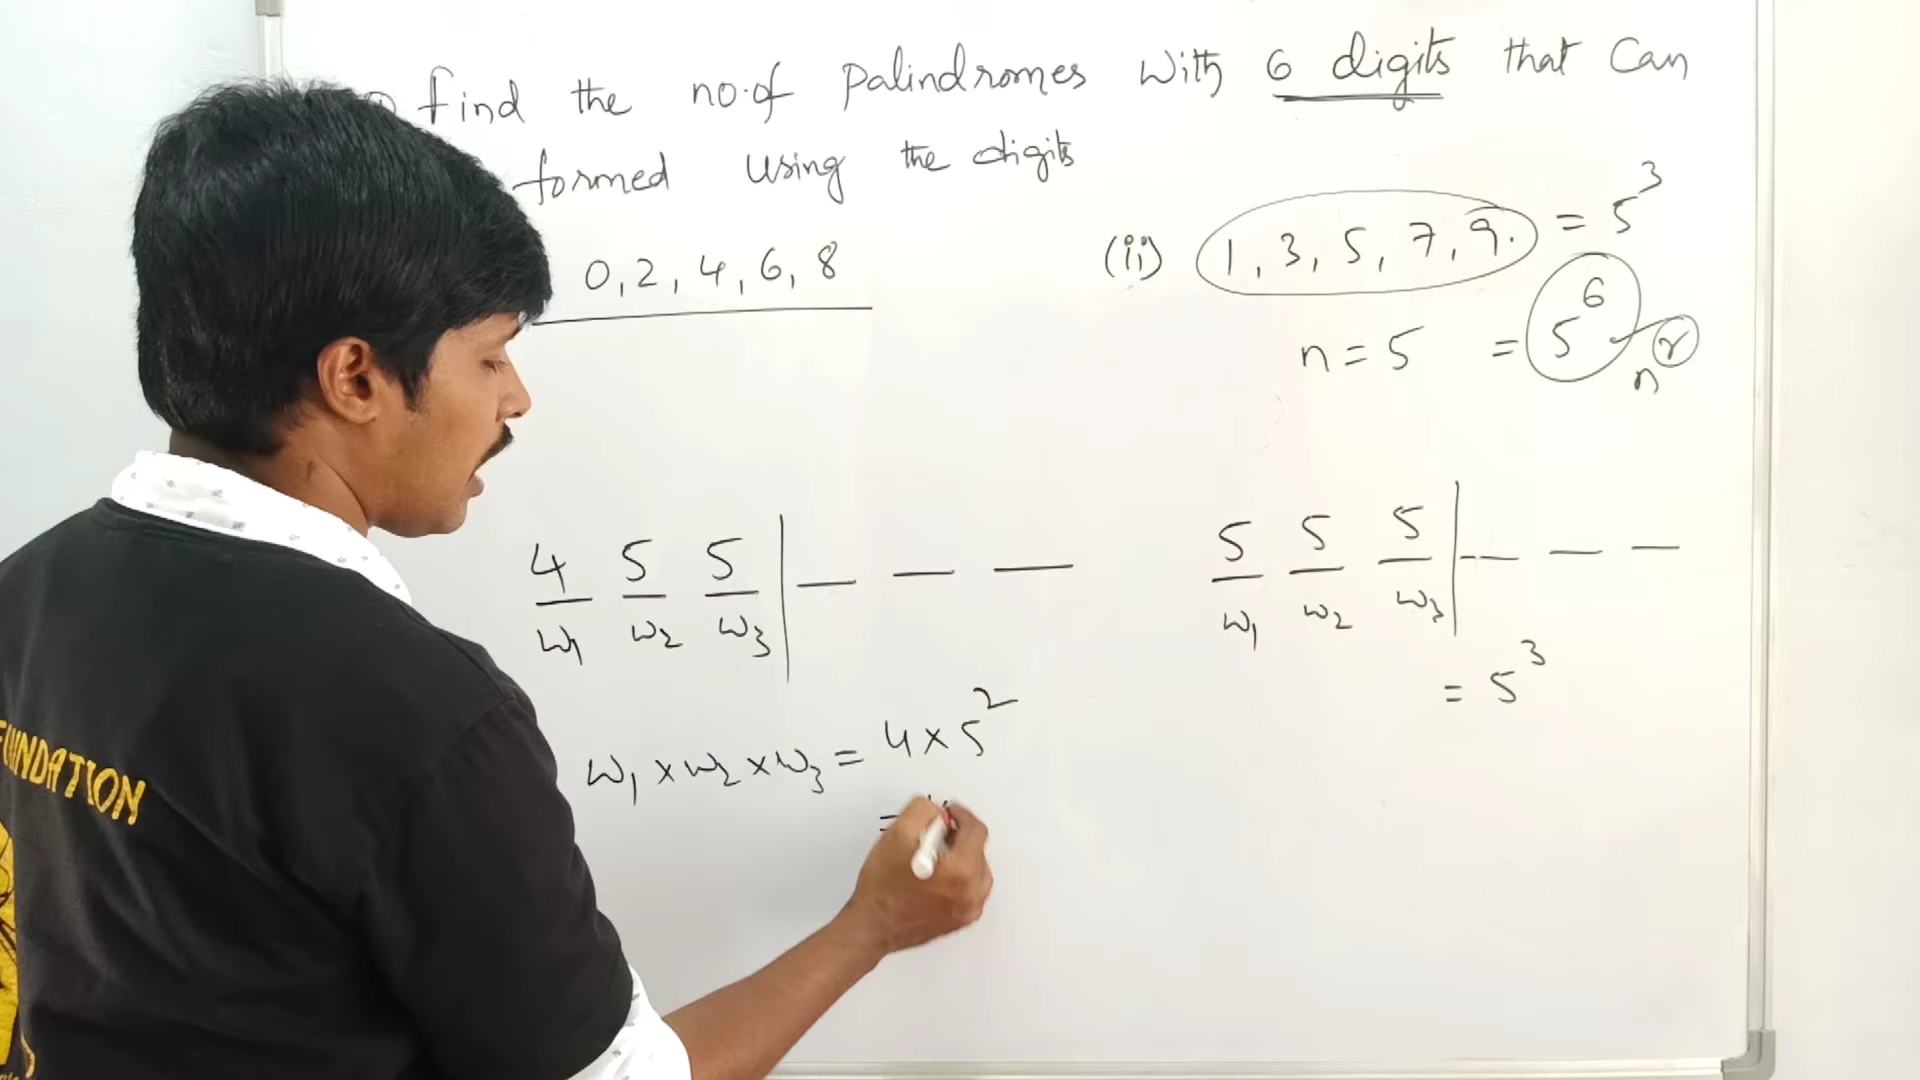 find the no.of Palindromes with 6 digits that Can
formed using the digits
0, 2, 4, 6, 8
(ii) 1, 3, 5, 7, 9. = 5³
n = 5 = 5⁶ nʳ
4 5 5 | — — —
w₁ w₂ w₃
5 5 5 | — — —
w₁ w₂ w₃
= 5³
w₁ × w₂ × w₃ = 4 × 5²
=
UNDATION